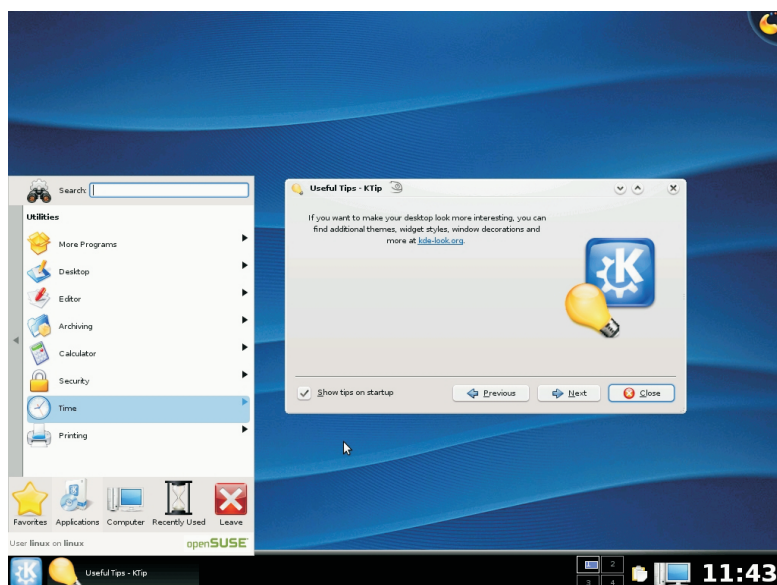 Search:
Utilities
More Programs
Desktop
Editor
Archiving
Calculator
Security
Time
Printing
Favorites Applications Computer Recently Used Leave
User linux on linux openSUSE
Useful Tips - KTip
If you want to make your desktop look more interesting, you can
find additional themes, widget styles, window decorations and
more at kde-look.org.
Show tips on startup Previous Next Close
Useful Tips - KTip
2
3 4
11:43